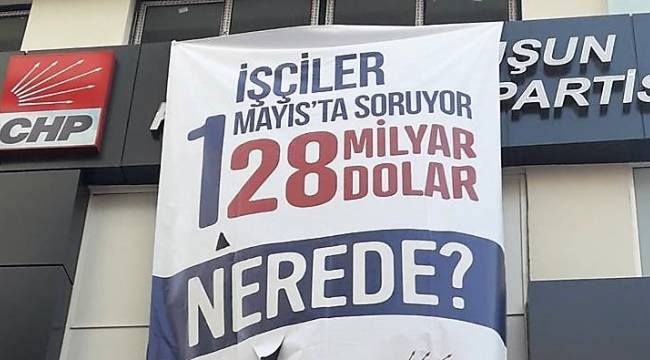 CHP
UŞUN
PARTİS
İŞÇİLER
1 MAYIS'TA SORUYOR
128 MİLYAR
DOLAR
NEREDE?